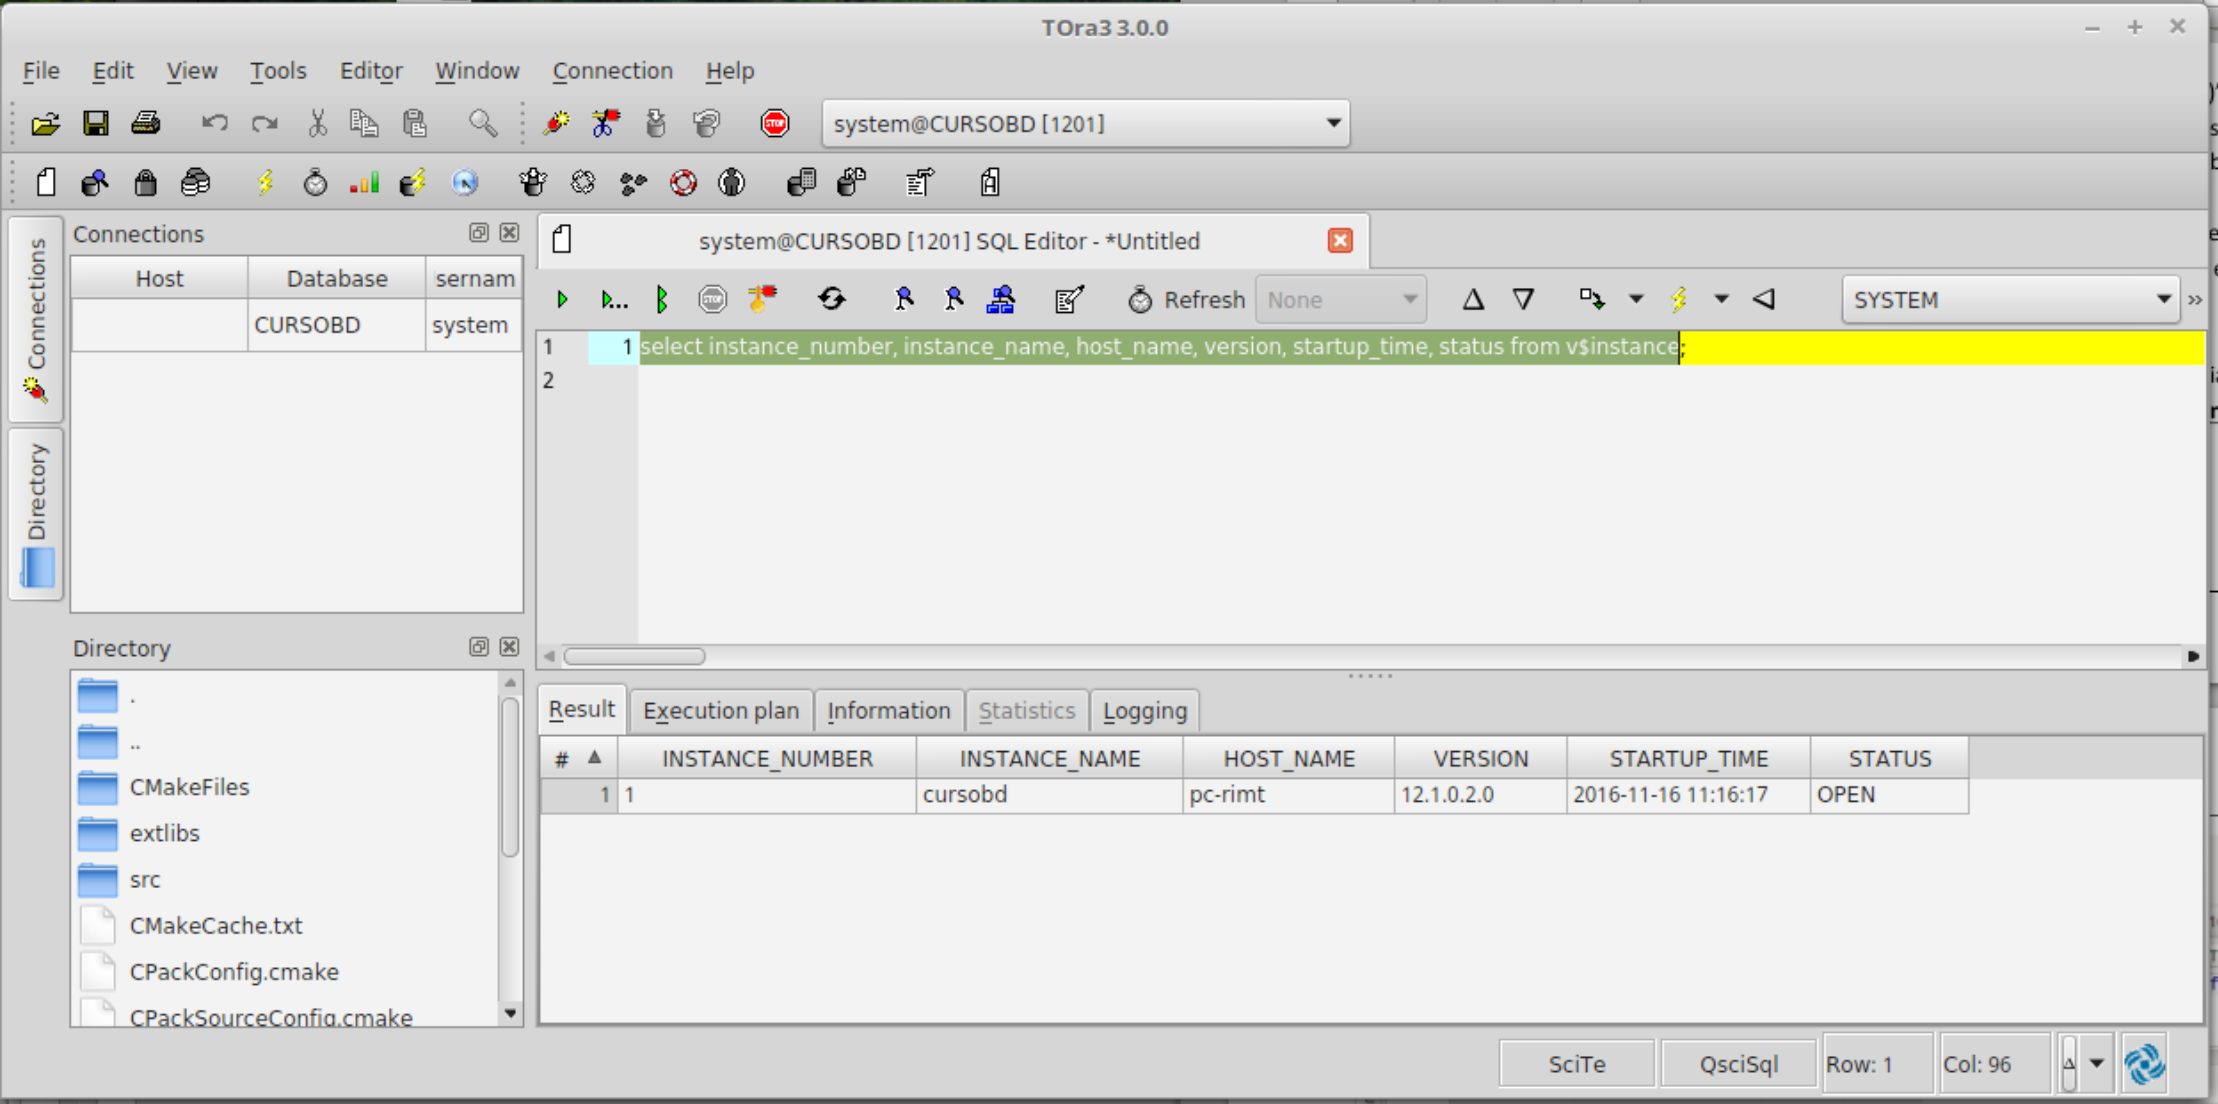 TOra3 3.0.0
File Edit View Tools Editor Window Connection Help
STOP system@CURSOBD [1201]
Connections
Host Database sernam
CURSOBD system
Connections
Directory
system@CURSOBD [1201] SQL Editor - *Untitled
STOP Refresh None SYSTEM »
1 1 select instance_number, instance_name, host_name, version, startup_time, status from v$instance;
2
Directory
.
..
CMakeFiles
extlibs
src
CMakeCache.txt
CPackConfig.cmake
CPackSourceConfig.cmake
Result Execution plan Information Statistics Logging
# INSTANCE_NUMBER INSTANCE_NAME HOST_NAME VERSION STARTUP_TIME STATUS
1 1 cursobd pc-rimt 12.1.0.2.0 2016-11-16 11:16:17 OPEN
SciTe QsciSql Row: 1 Col: 96